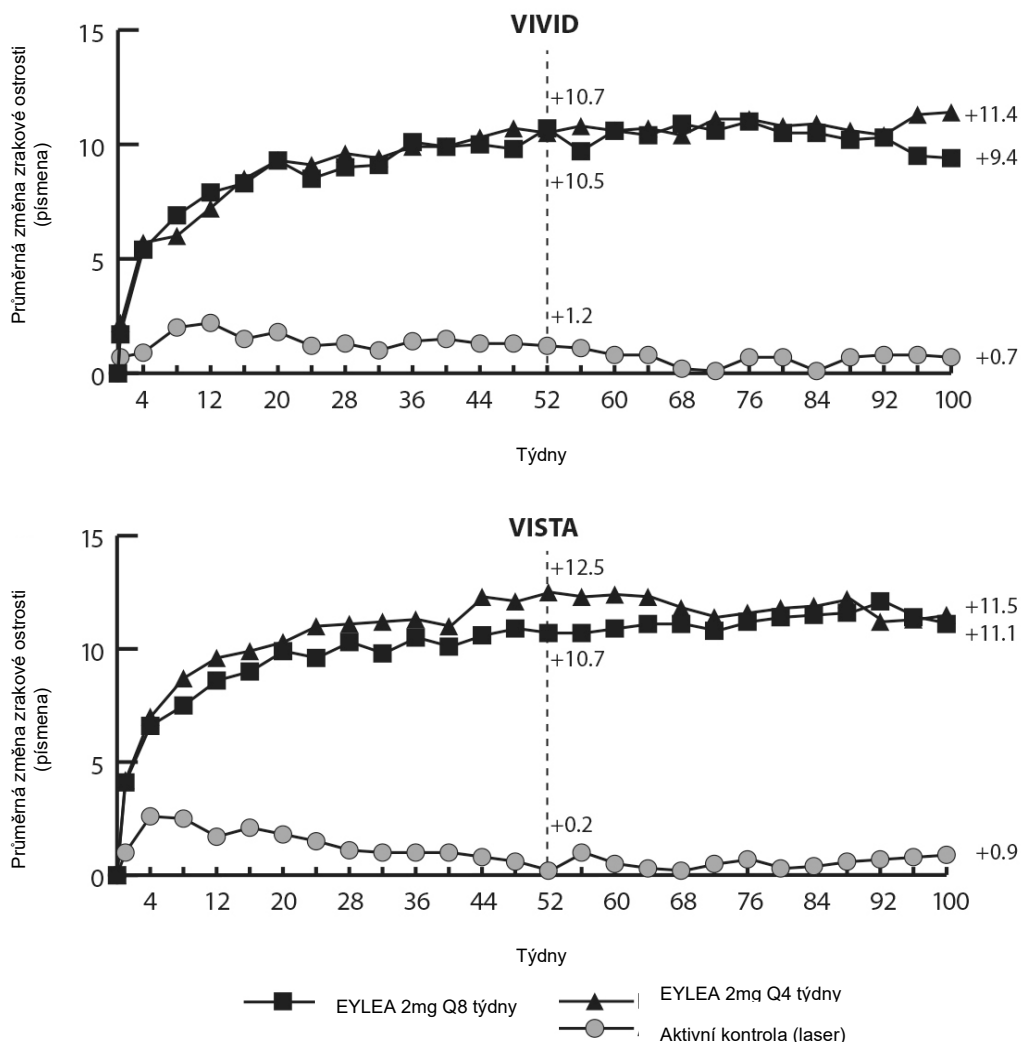 VIVID
Průměrná změna zrakové ostrosti
(písmena)
15
10
5
0
+10.7
+10.5
+1.2
+11.4
+9.4
+0.7
4 12 20 28 36 44 52 60 68 76 84 92 100
Týdny
VISTA
Průměrná změna zrakové ostrosti
(písmena)
15
10
5
0
+12.5
+10.7
+0.2
+11.5
+11.1
+0.9
4 12 20 28 36 44 52 60 68 76 84 92 100
Týdny
EYLEA 2mg Q8 týdny
EYLEA 2mg Q4 týdny
Aktivní kontrola (laser)